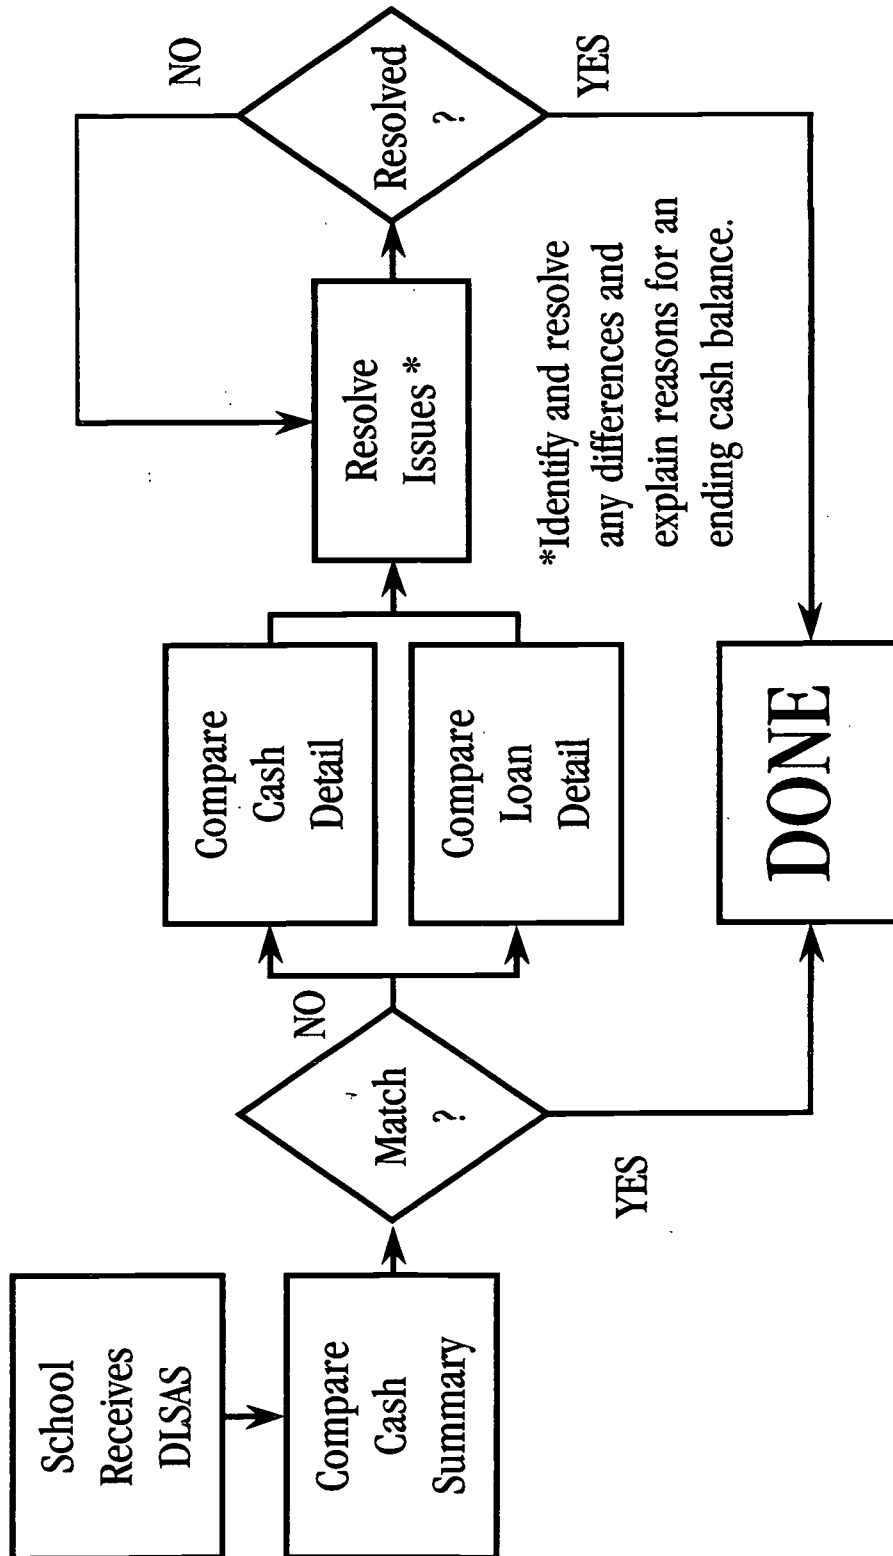 School
Receives
DLSAS
Compare
Cash
Summary
Match
?
NO
YES
Compare
Cash
Detail
Compare
Loan
Detail
Resolve
Issues *
Resolved
?
NO
YES
*Identify and resolve
any differences and
explain reasons for an
ending cash balance.
DONE